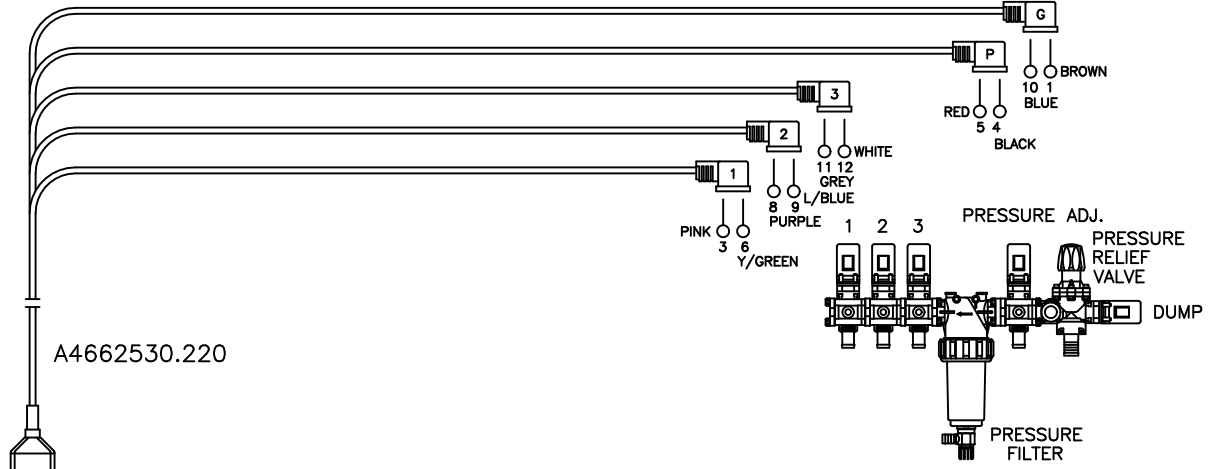 G
P
10 1 BROWN
BLUE
3
RED 5 4
BLACK
2
11 12 WHITE
GREY
1
8 9 L/BLUE
PURPLE
PINK 3 6
Y/GREEN
PRESSURE ADJ.
1 2 3
PRESSURE
RELIEF
VALVE
DUMP
A4662530.220
PRESSURE
FILTER